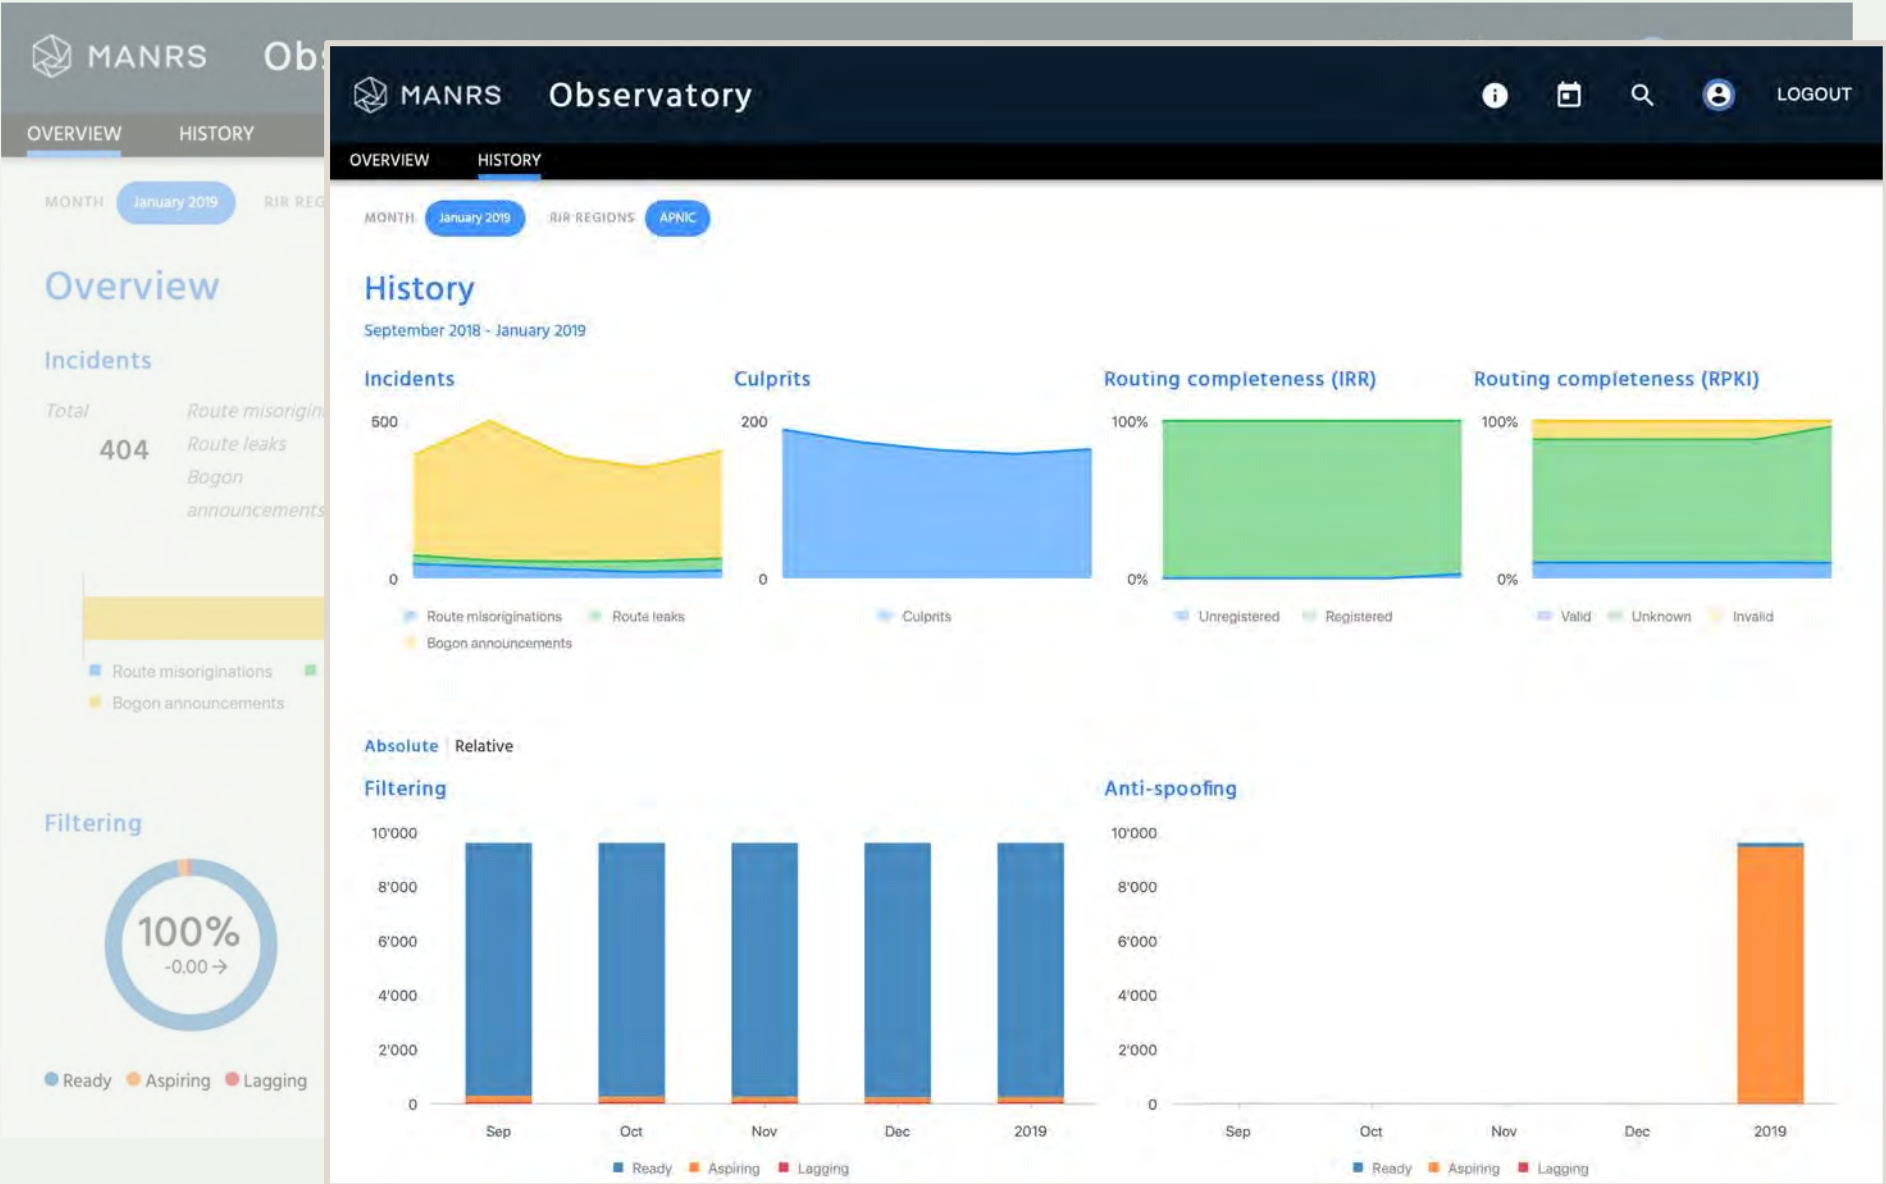 MANRS Obs
OVERVIEW HISTORY
MONTH January 2019 RIR REG
Overview
Incidents
Total
404
Route misorigin
Route leaks
Bogon
announcements
Route misoriginations
Bogon announcements
Filtering
100%
-0.00 →
Ready Aspiring Lagging
MANRS Observatory LOGOUT
OVERVIEW HISTORY
MONTH January 2019 RIR REGIONS APNIC
History
September 2018 - January 2019
Incidents
500
0
Route misoriginations Route leaks
Bogon announcements
Culprits
200
0
Culprits
Routing completeness (IRR)
100%
0%
Unregistered Registered
Routing completeness (RPKI)
100%
0%
Valid Unknown Invalid
Absolute Relative
Filtering
10'000
8'000
6'000
4'000
2'000
0
Sep Oct Nov Dec 2019
Ready Aspiring Lagging
Anti-spoofing
10'000
8'000
6'000
4'000
2'000
0
Sep Oct Nov Dec 2019
Ready Aspiring Lagging